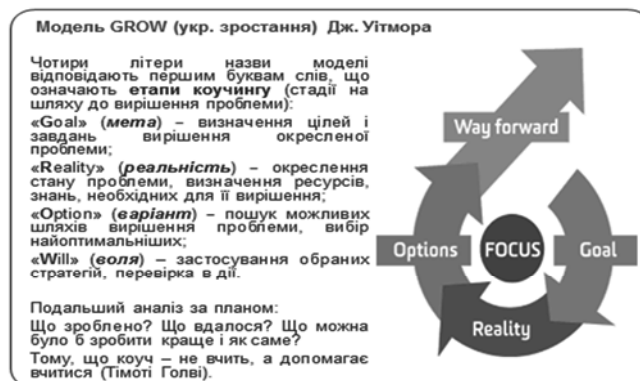 Модель GROW (укр. зростання) Дж. Уїтмора
Чотири літери назви моделі
відповідають першим буквам слів, що
означають етапи коучингу (стадії на
шляху до вирішення проблеми):
«Goal» (мета) – визначення цілей і
завдань вирішення окресленої
проблеми;
«Reality» (реальність) – окреслення
стану проблеми, визначення ресурсів,
знань, необхідних для її вирішення;
«Option» (варіант) – пошук можливих
шляхів вирішення проблеми, вибір
найоптимальніших;
«Will» (воля) – застосування обраних
стратегій, перевірка в дії.
Подальший аналіз за планом:
Що зроблено? Що вдалося? Що можна
було б зробити краще і як саме?
Тому, що коуч – не вчить, а допомагає
вчитися (Тімоті Голві).
Way forward
Options
FOCUS
Goal
Reality